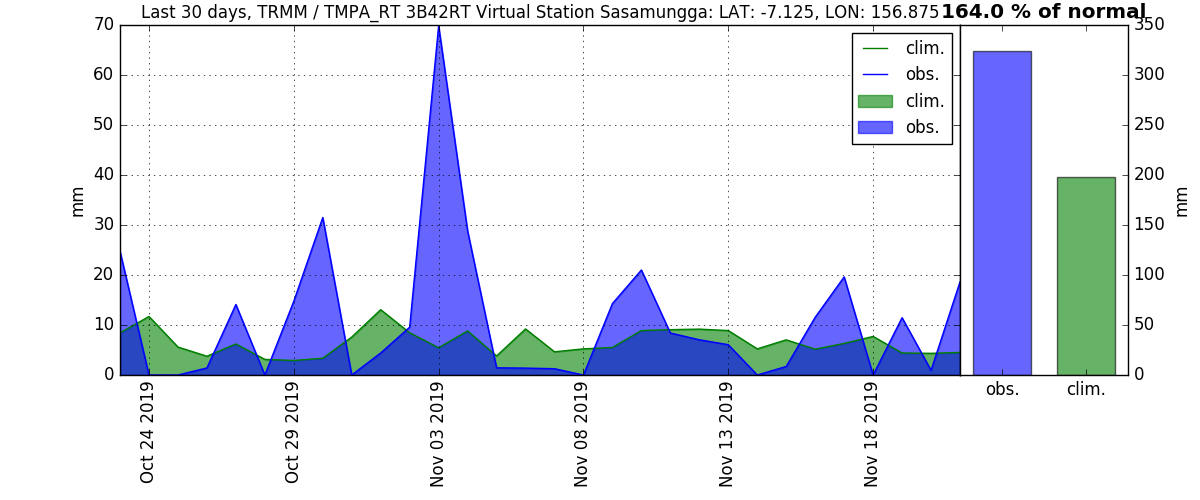 Last 30 days, TRMM / TMPA_RT 3B42RT Virtual Station Sasamungga: LAT: -7.125, LON: 156.875
164.0 % of normal
70
60
50
40
30
20
10
0
mm
clim.
obs.
clim.
obs.
Oct 24 2019
Oct 29 2019
Nov 03 2019
Nov 08 2019
Nov 13 2019
Nov 18 2019
350
300
250
200
150
100
50
0
mm
obs.
clim.